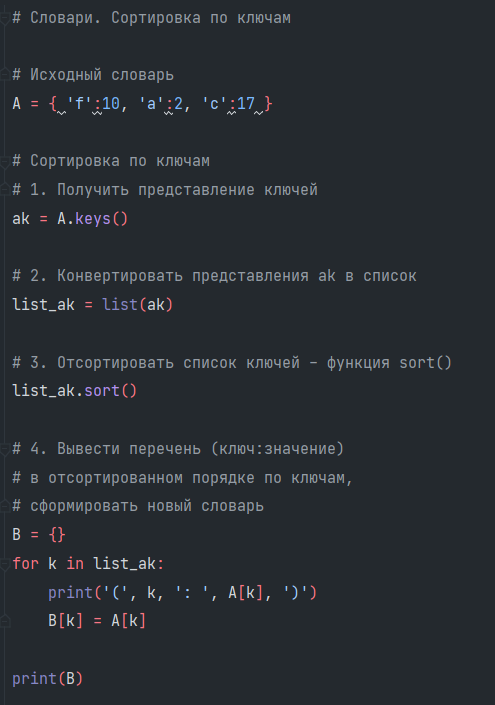 # Словари. Сортировка по ключам
# Исходный словарь
A = { 'f':10, 'a':2, 'c':17 }
# Сортировка по ключам
# 1. Получить представление ключей
ak = A.keys()
# 2. Конвертировать представления ak в список
list_ak = list(ak)
# 3. Отсортировать список ключей – функция sort()
list_ak.sort()
# 4. Вывести перечень (ключ:значение)
# в отсортированном порядке по ключам,
# сформировать новый словарь
B = {}
for k in list_ak:
    print('(', k, ': ', A[k], ')')
    B[k] = A[k]
print(B)